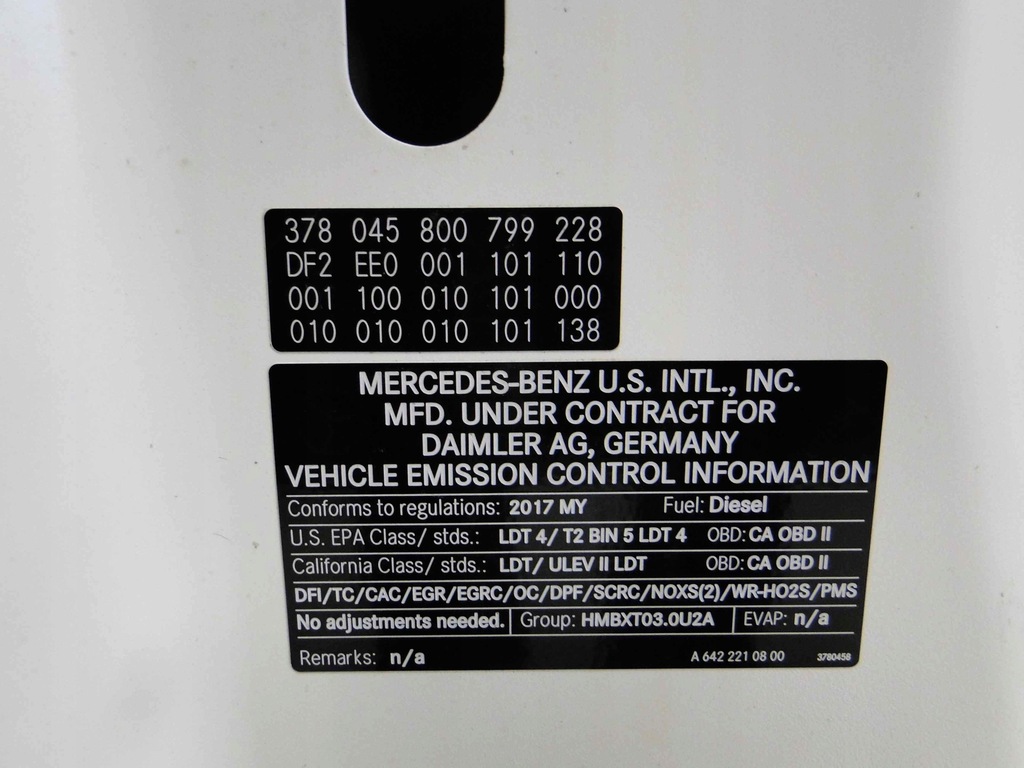 378 045 800 799 228
DF2 EE0 001 101 110
001 100 010 101 000
010 010 010 101 138
MERCEDES-BENZ U.S. INTL., INC.
MFD. UNDER CONTRACT FOR
DAIMLER AG, GERMANY
VEHICLE EMISSION CONTROL INFORMATION
Conforms to regulations: 2017 MY Fuel: Diesel
U.S. EPA Class/ stds.: LDT 4/ T2 BIN 5 LDT 4 OBD: CA OBD II
California Class/ stds.: LDT/ ULEV II LDT OBD: CA OBD II
DFI/TC/CAC/EGR/EGRC/OC/DPF/SCRC/NOXS(2)/WR-HO2S/PMS
No adjustments needed. Group: HMBXT03.0U2A EVAP: n/a
Remarks: n/a A 642 221 08 00 3780458